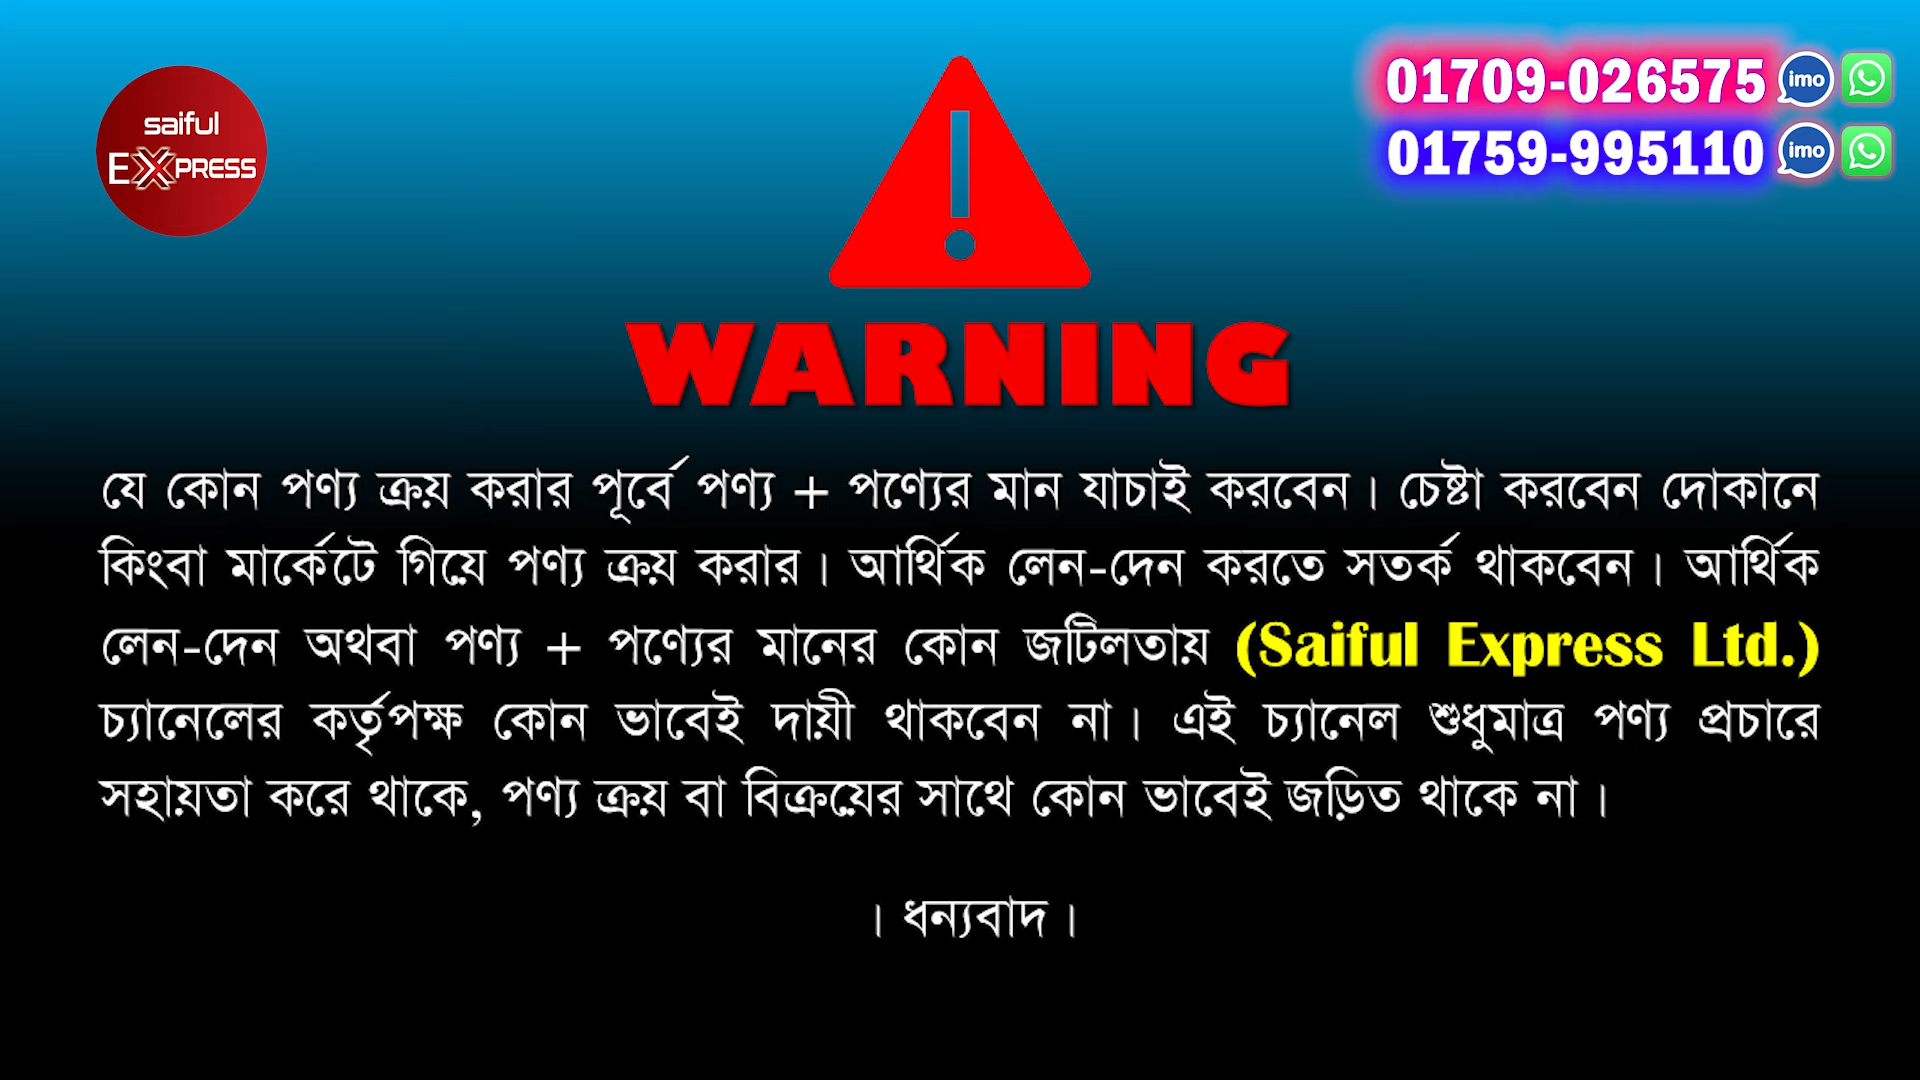 saiful
EXPRESS
01709-026575 imo
01759-995110 imo
WARNING
যে কোন পণ্য ক্রয় করার পূর্বে পণ্য + পণ্যের মান যাচাই করবেন। চেষ্টা করবেন দোকানে
কিংবা মার্কেটে গিয়ে পণ্য ক্রয় করার। আর্থিক লেন-দেন করতে সতর্ক থাকবেন। আর্থিক
লেন-দেন অথবা পণ্য + পণ্যের মানের কোন জটিলতায় (Saiful Express Ltd.)
চ্যানেলের কর্তৃপক্ষ কোন ভাবেই দায়ী থাকবেন না। এই চ্যানেল শুধুমাত্র পণ্য প্রচারে
সহায়তা করে থাকে, পণ্য ক্রয় বা বিক্রয়ের সাথে কোন ভাবেই জড়িত থাকে না।
। ধন্যবাদ।